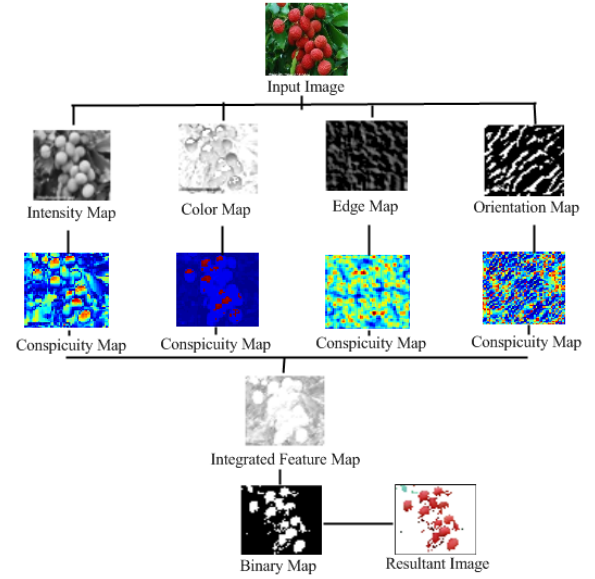 Input Image
Intensity Map
Color Map
Edge Map
Orientation Map
Conspicuity Map
Conspicuity Map
Conspicuity Map
Conspicuity Map
Integrated Feature Map
Binary Map
Resultant Image